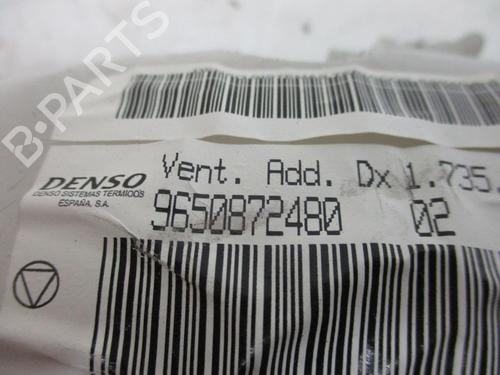 B-PARTS
DENSO
DENSO SISTEMAS TERMICOS
ESPAÑA, S.A.
Vent. Add. Dx 1.735.
9650872480 02